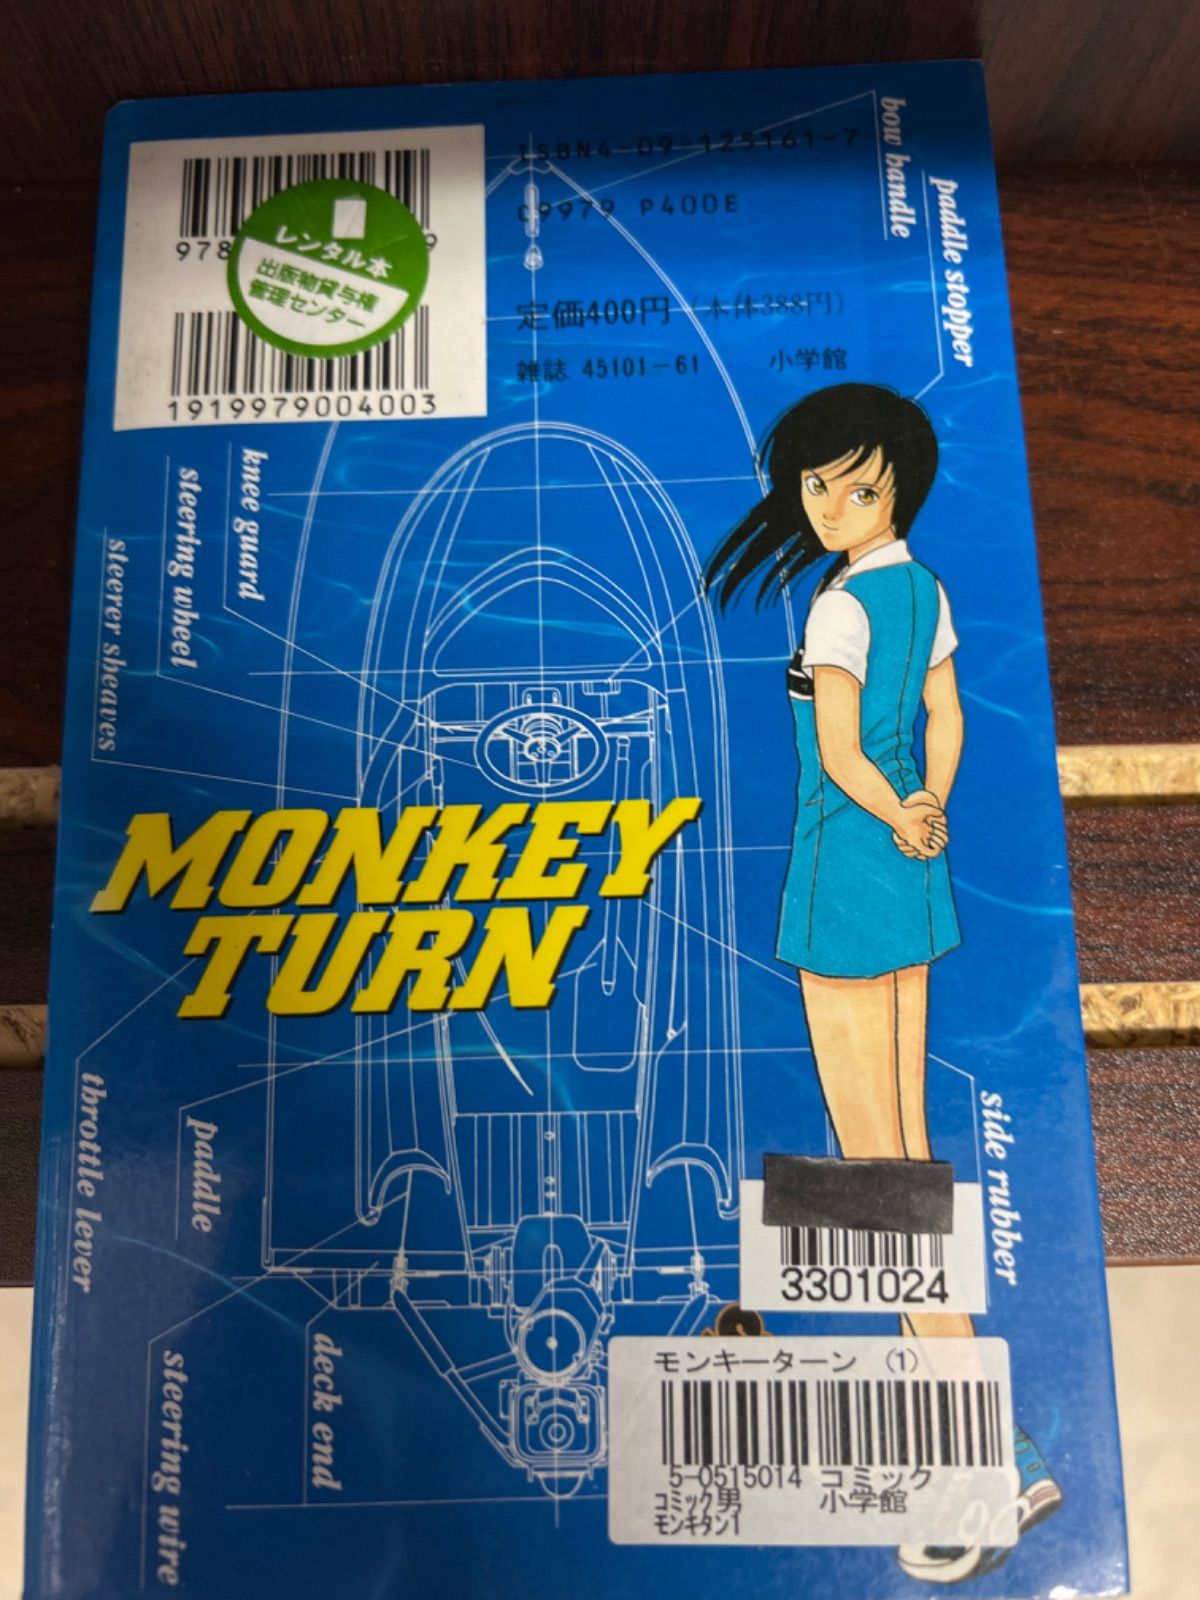 ISBN4-09-125161-7
C9979 P400E
定価400円(本体388円)
雑誌 45101-61 小学館
978
9
レンタル本
出版物貸与権
管理センター
1919979004003
bow handle
paddle stopper
knee guard
steering wheel
steerer sheaves
MONKEY
TURN
throttle lever
paddle
side rubber
deck end
steering wire
3301024
モンキーターン (1)
5-0515014 コミック
コミック男 小学館
モンキタン1